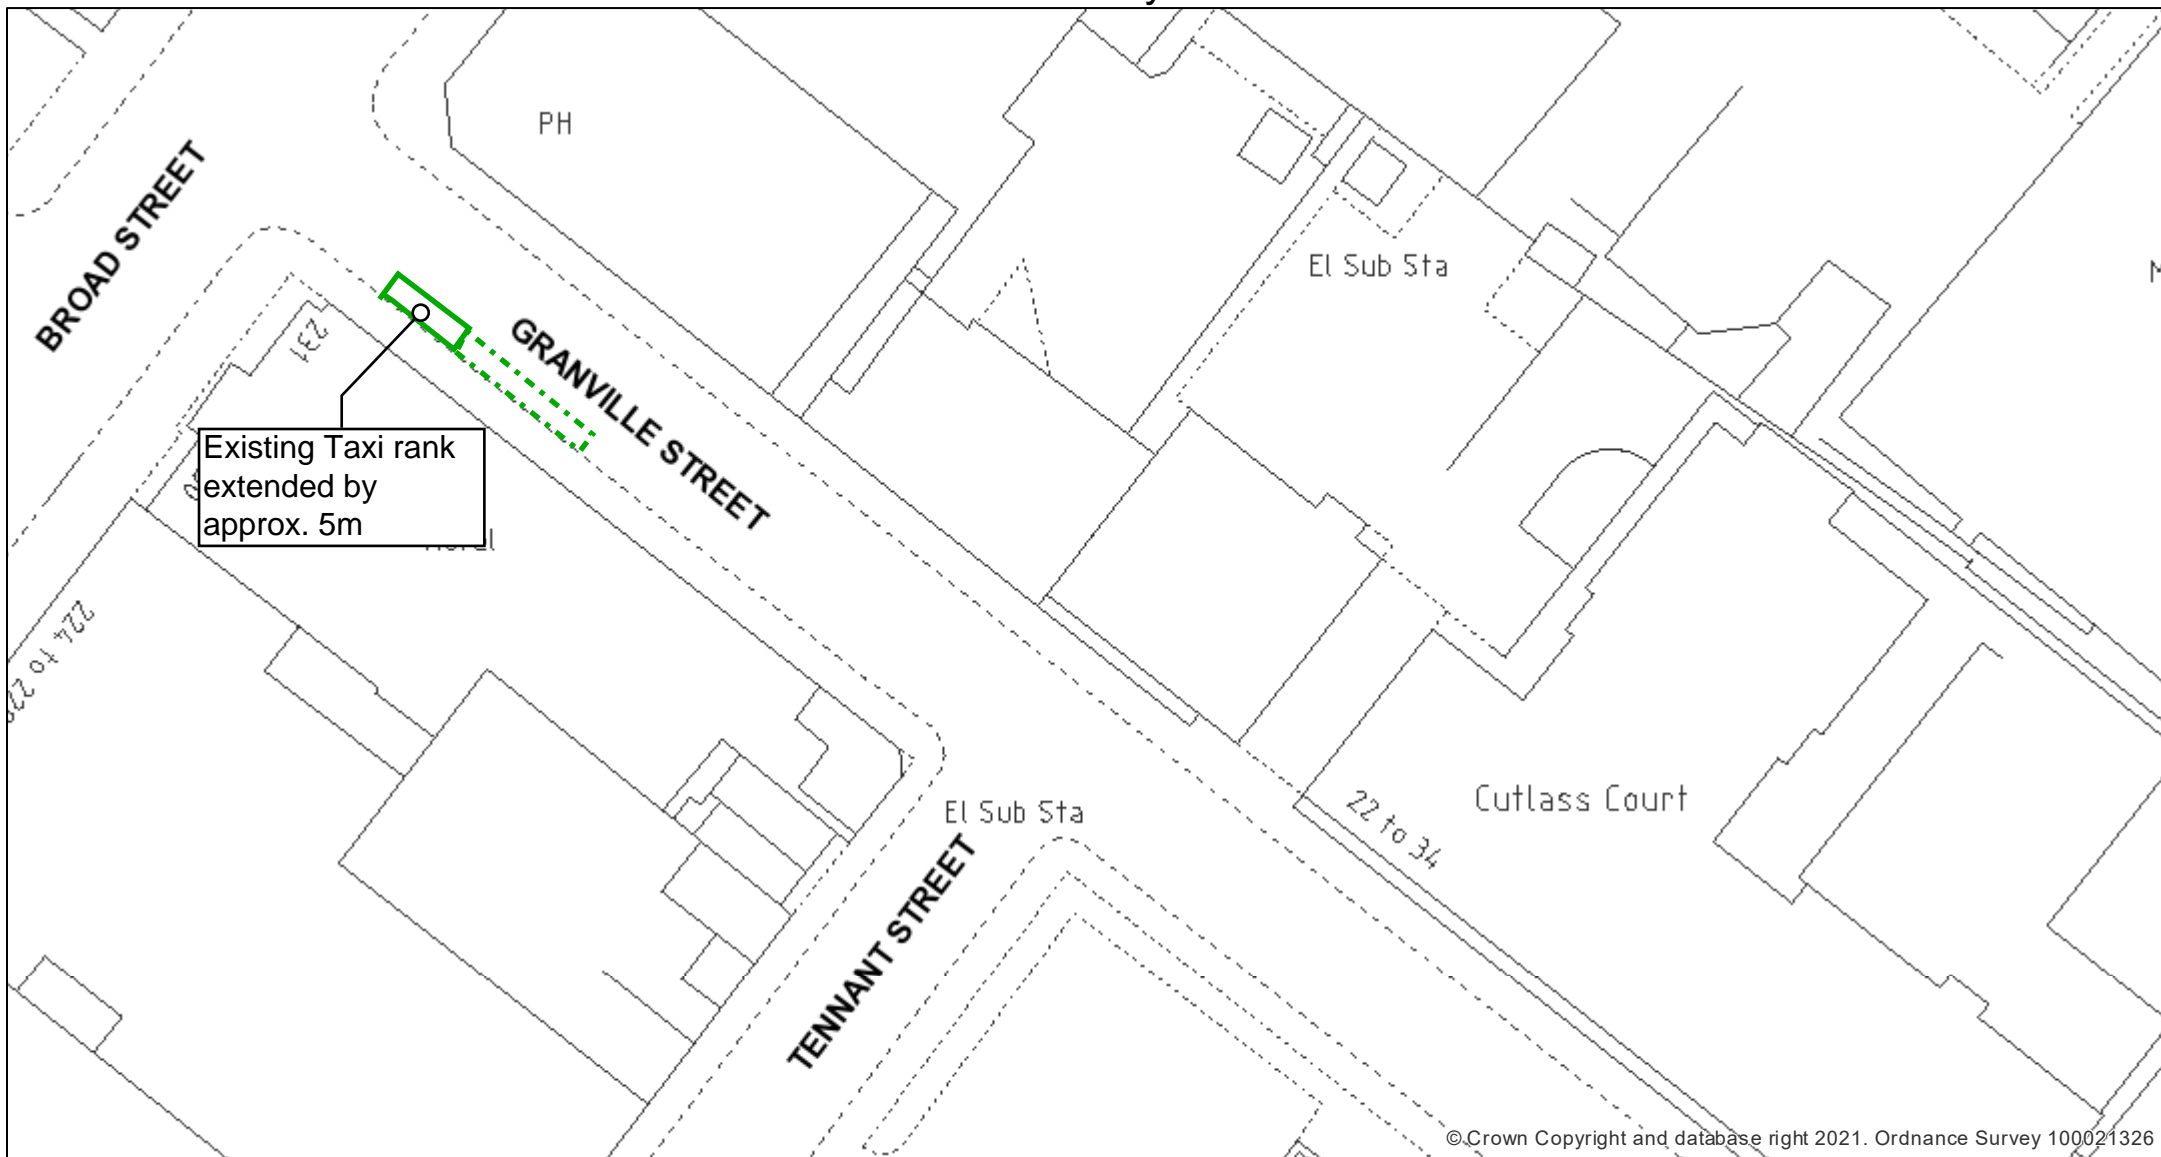 PH
BROAD STREET
231
El Sub Sta
GRANVILLE STREET
Existing Taxi rank
extended by
approx. 5m
224 to
El Sub Sta
22 to 34
Cutlass Court
TENNANT STREET
© Crown Copyright and database right 2021. Ordnance Survey 100021326